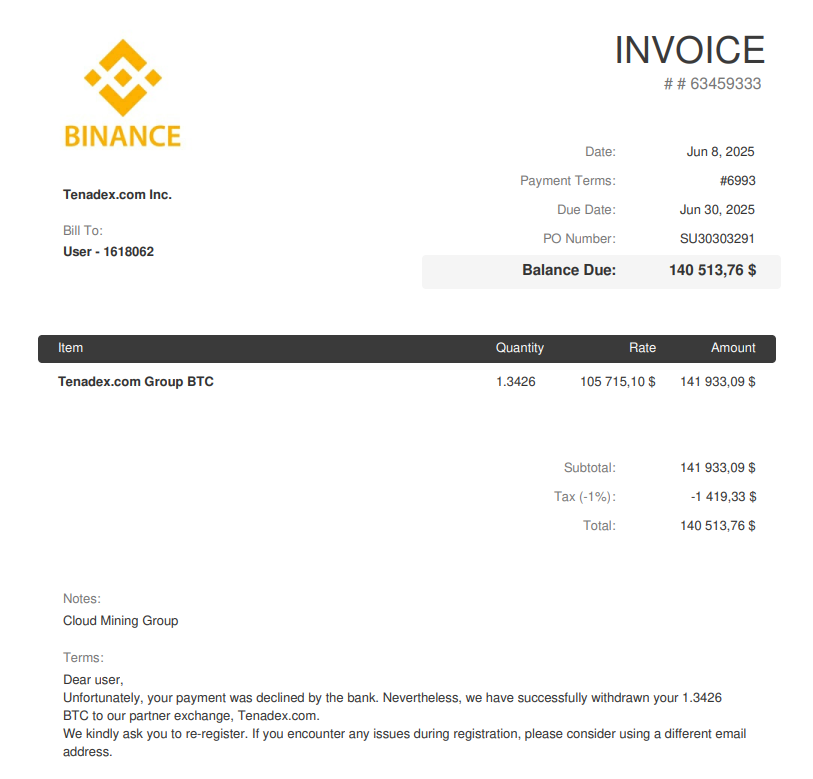 BINANCE
INVOICE
# # 63459333
Date: Jun 8, 2025
Payment Terms: #6993
Due Date: Jun 30, 2025
PO Number: SU30303291
Balance Due: 140 513,76 $
Tenadex.com Inc.
Bill To:
User - 1618062
Item Quantity Rate Amount
Tenadex.com Group BTC 1.3426 105 715,10 $ 141 933,09 $
Subtotal: 141 933,09 $
Tax (-1%): -1 419,33 $
Total: 140 513,76 $
Notes:
Cloud Mining Group
Terms:
Dear user,
Unfortunately, your payment was declined by the bank. Nevertheless, we have successfully withdrawn your 1.3426
BTC to our partner exchange, Tenadex.com.
We kindly ask you to re-register. If you encounter any issues during registration, please consider using a different email
address.